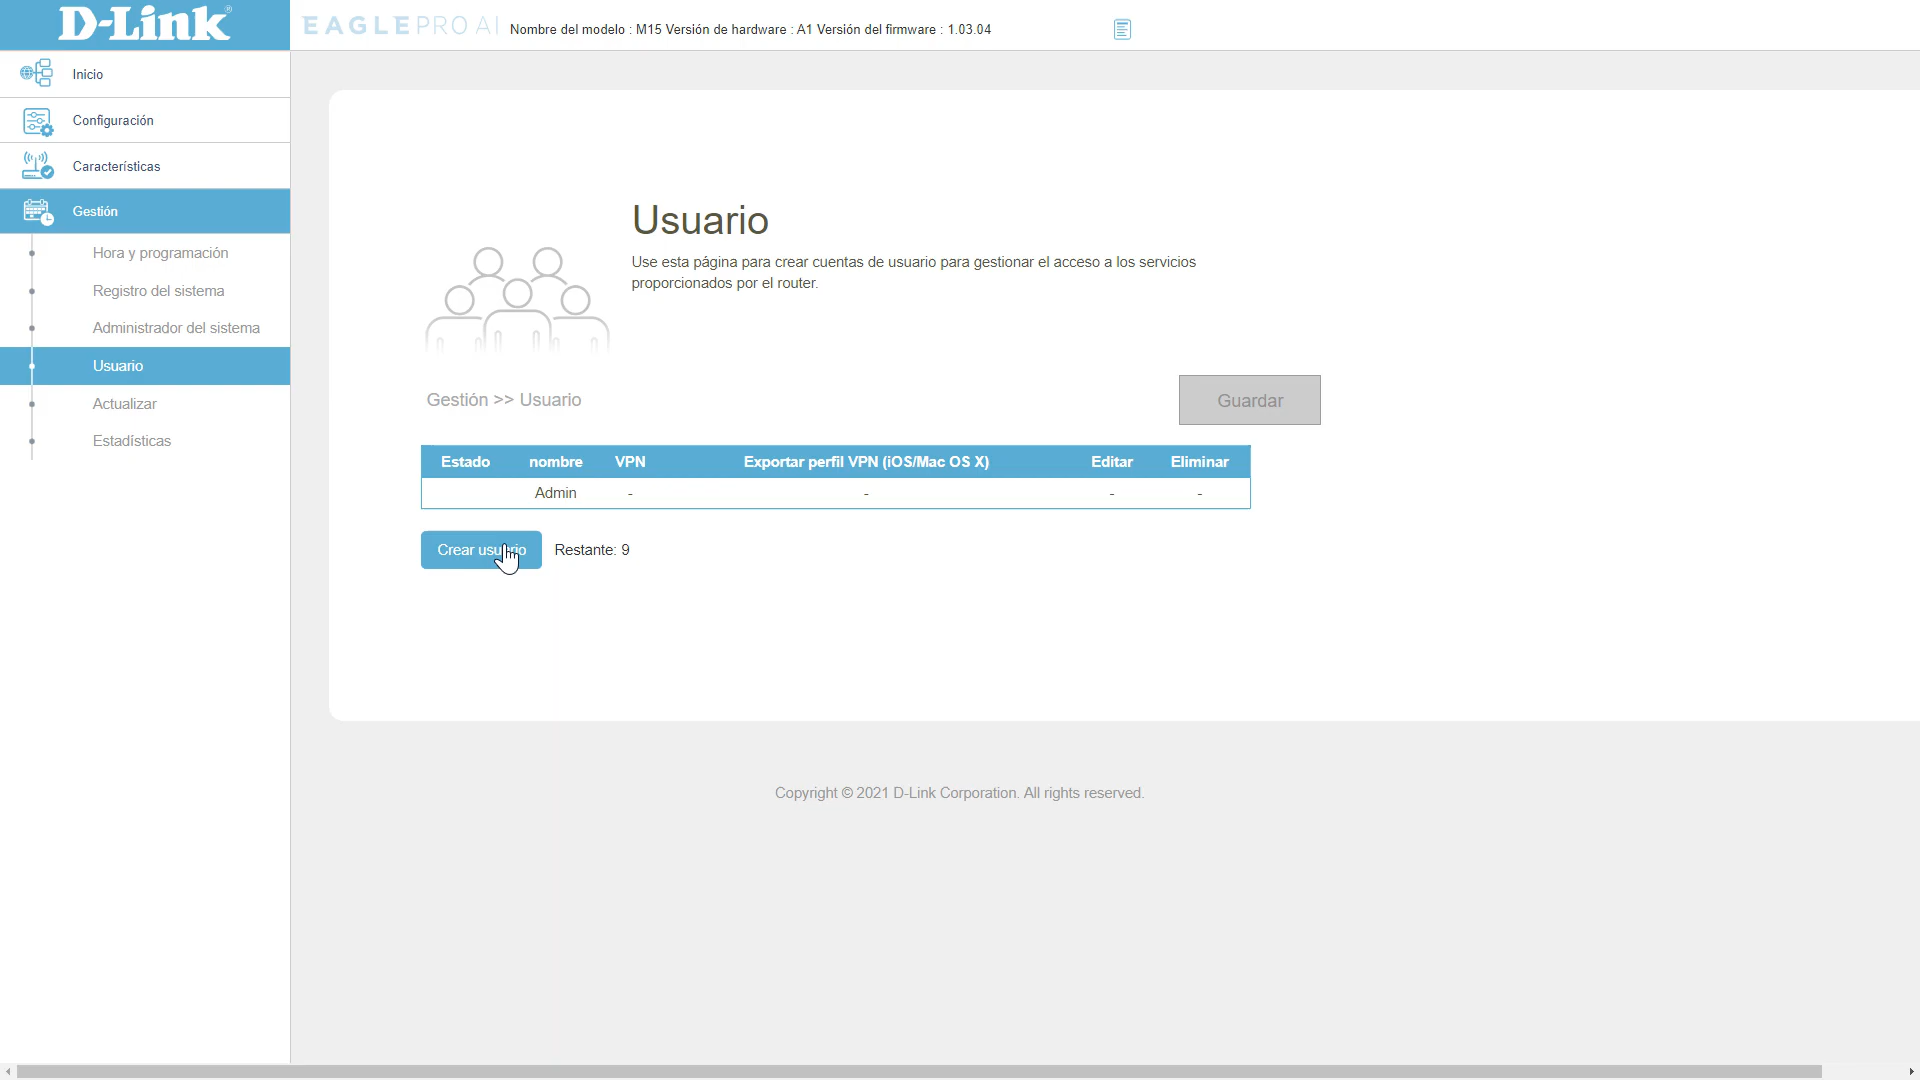 D-Link®
EAGLE PRO AI Nombre del modelo : M15 Versión de hardware : A1 Versión del firmware : 1.03.04
Inicio
Configuración
Características
Gestión
Hora y programación
Registro del sistema
Administrador del sistema
Usuario
Actualizar
Estadísticas
Usuario
Use esta página para crear cuentas de usuario para gestionar el acceso a los servicios
proporcionados por el router.
Gestión >> Usuario
Guardar
Estado nombre VPN Exportar perfil VPN (iOS/Mac OS X) Editar Eliminar
Admin - - - -
Crear usuario Restante: 9
Copyright © 2021 D-Link Corporation. All rights reserved.